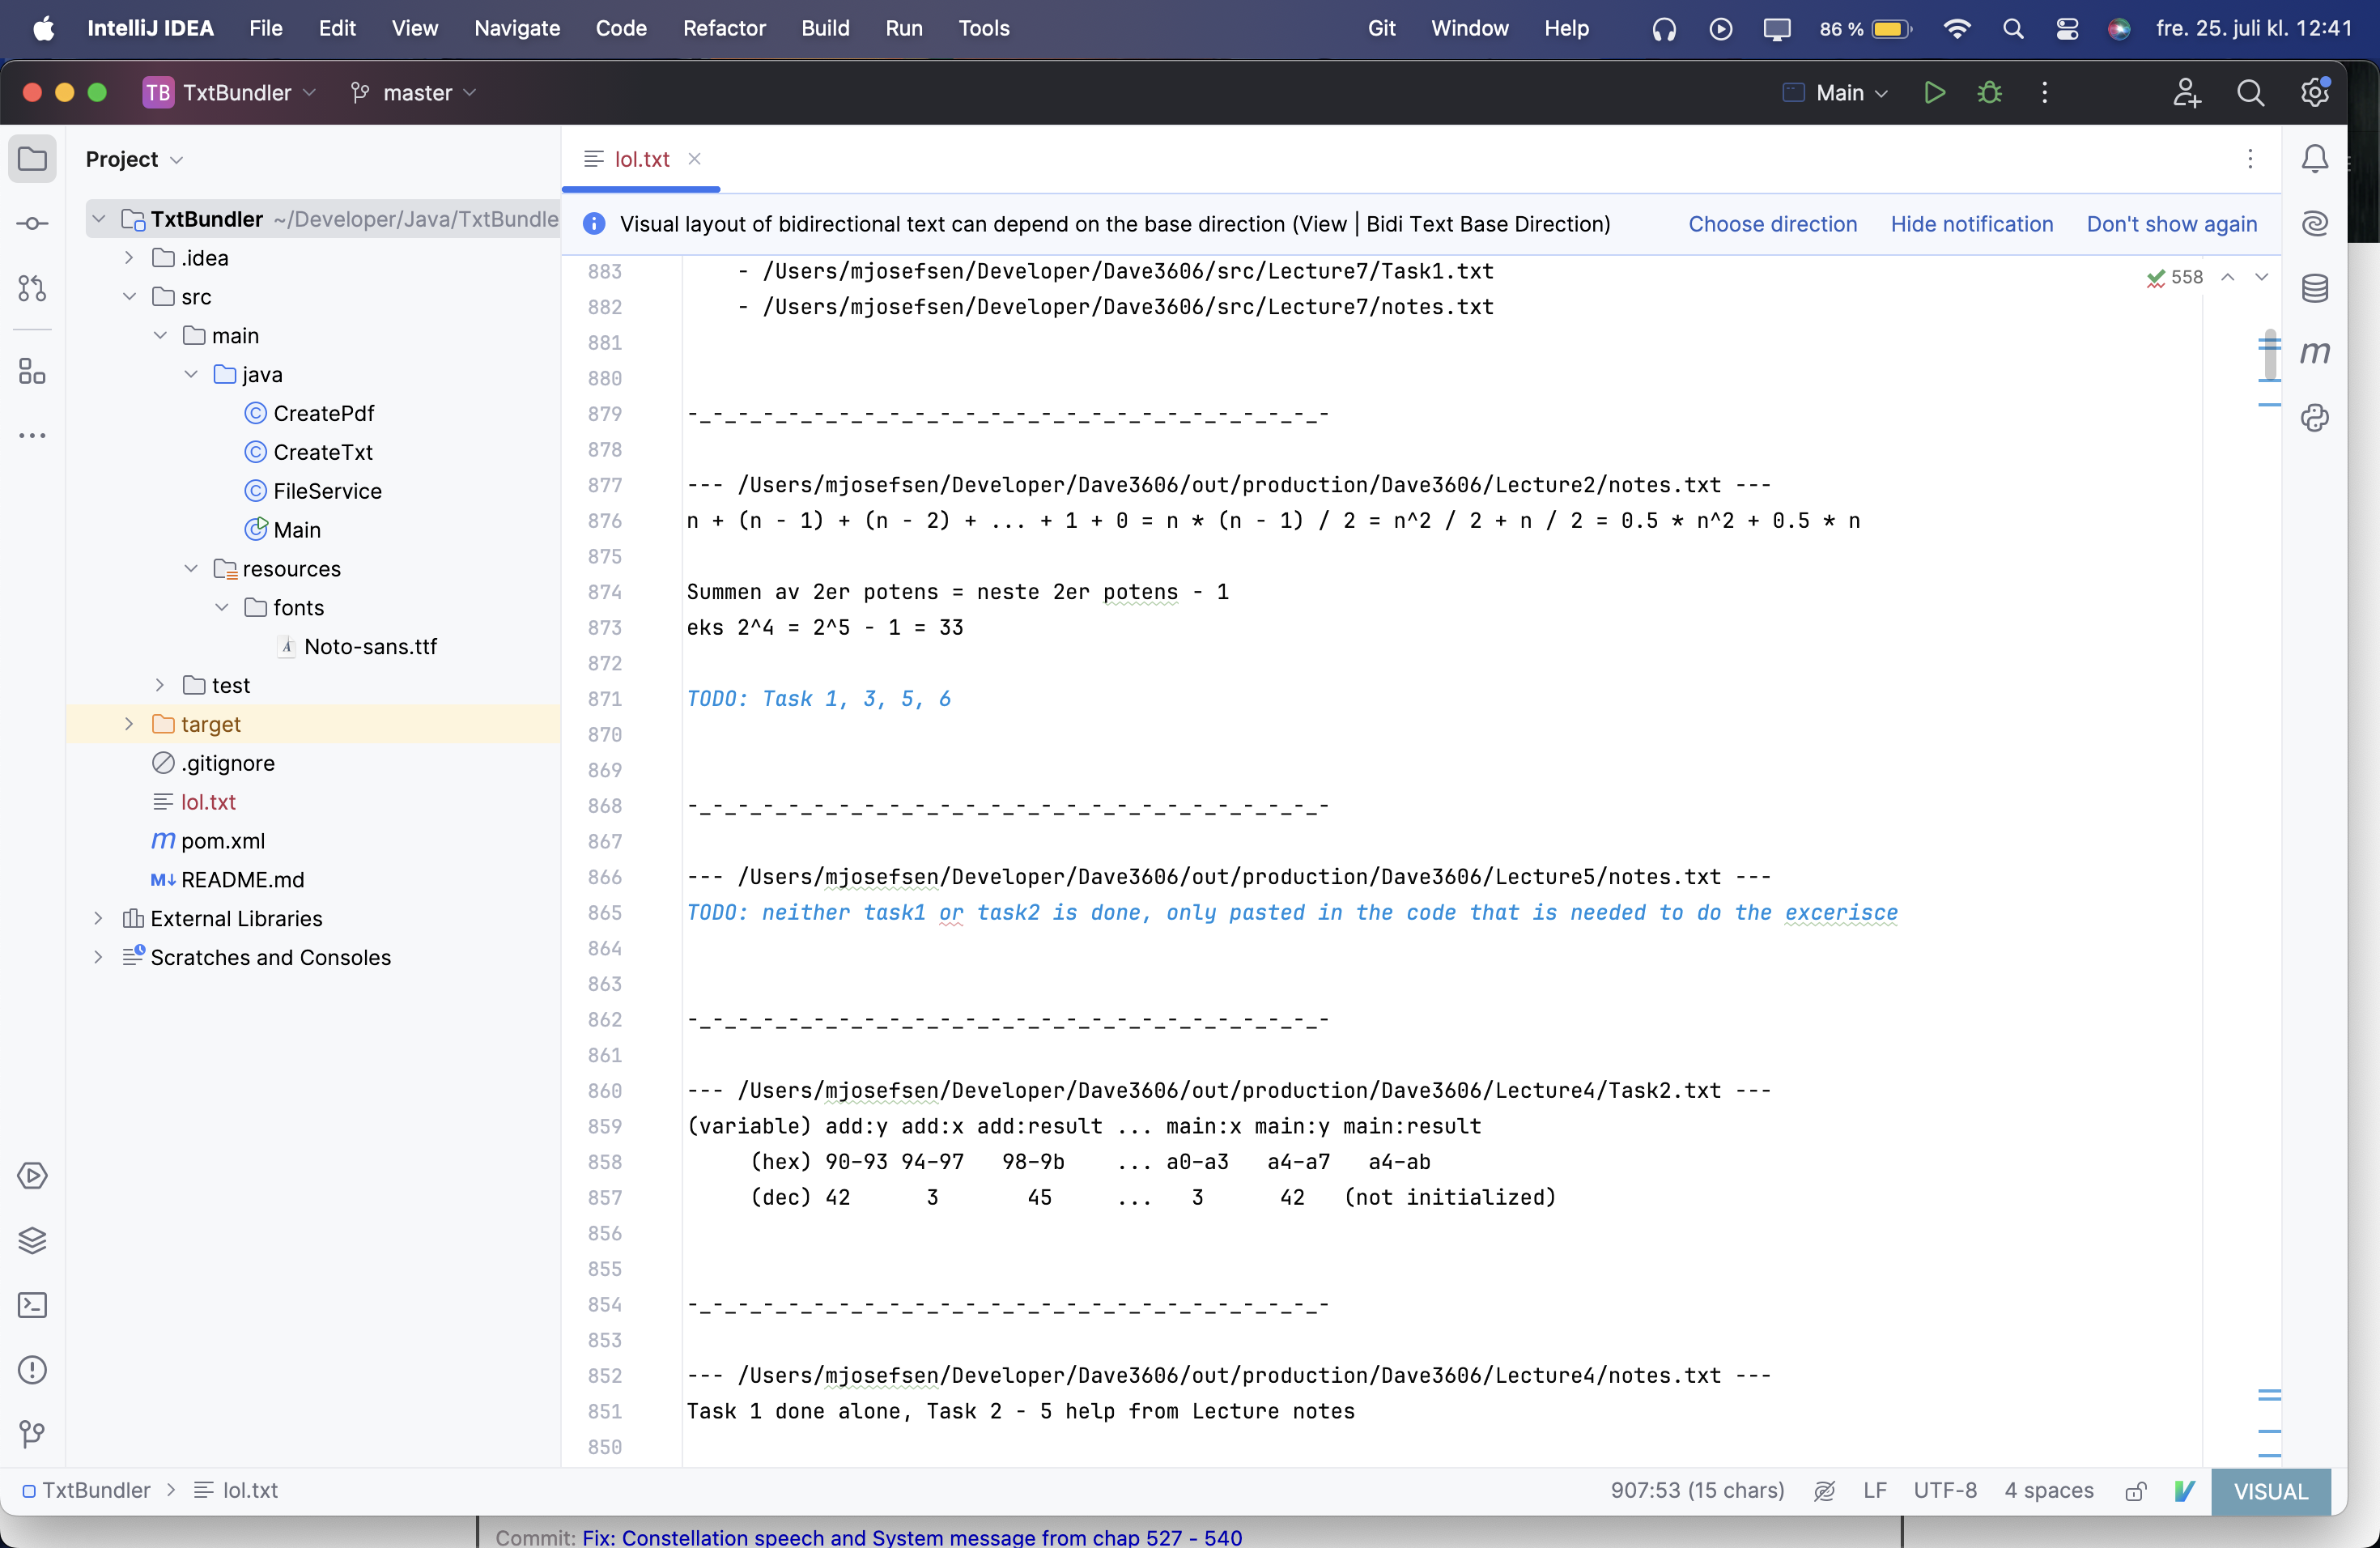 IntelliJ IDEA File Edit View Navigate Code Refactor Build Run Tools Git Window Help 86 % fre. 25. juli kl. 12:41
TB TxtBundler master Main
Project
lol.txt
TxtBundler ~/Developer/Java/TxtBundle
.idea
src
main
java
CreatePdf
CreateTxt
FileService
Main
resources
fonts
Noto-sans.ttf
test
target
.gitignore
lol.txt
pom.xml
README.md
External Libraries
Scratches and Consoles
Visual layout of bidirectional text can depend on the base direction (View | Bidi Text Base Direction) Choose direction Hide notification Don't show again
558
883 - /Users/mjosefsen/Developer/Dave3606/src/Lecture7/Task1.txt
882 - /Users/mjosefsen/Developer/Dave3606/src/Lecture7/notes.txt
881
880
879 -_-_-_-_-_-_-_-_-_-_-_-_-_-_-_-_-_-_-_-_-_-_-_-_-_-
878
877 --- /Users/mjosefsen/Developer/Dave3606/out/production/Dave3606/Lecture2/notes.txt ---
876 n + (n - 1) + (n - 2) + ... + 1 + 0 = n * (n - 1) / 2 = n^2 / 2 + n / 2 = 0.5 * n^2 + 0.5 * n
875
874 Summen av 2er potens = neste 2er potens - 1
873 eks 2^4 = 2^5 - 1 = 33
872
871 TODO: Task 1, 3, 5, 6
870
869
868 -_-_-_-_-_-_-_-_-_-_-_-_-_-_-_-_-_-_-_-_-_-_-_-_-_-
867
866 --- /Users/mjosefsen/Developer/Dave3606/out/production/Dave3606/Lecture5/notes.txt ---
865 TODO: neither task1 or task2 is done, only pasted in the code that is needed to do the excerisce
864
863
862 -_-_-_-_-_-_-_-_-_-_-_-_-_-_-_-_-_-_-_-_-_-_-_-_-_-
861
860 --- /Users/mjosefsen/Developer/Dave3606/out/production/Dave3606/Lecture4/Task2.txt ---
859 (variable) add:y add:x add:result ... main:x main:y main:result
858 (hex) 90-93 94-97 98-9b ... a0-a3 a4-a7 a4-ab
857 (dec) 42 3 45 ... 3 42 (not initialized)
856
855
854 -_-_-_-_-_-_-_-_-_-_-_-_-_-_-_-_-_-_-_-_-_-_-_-_-_-
853
852 --- /Users/mjosefsen/Developer/Dave3606/out/production/Dave3606/Lecture4/notes.txt ---
851 Task 1 done alone, Task 2 - 5 help from Lecture notes
850
TxtBundler > lol.txt 907:53 (15 chars) LF UTF-8 4 spaces VISUAL
Commit: Fix: Constellation speech and System message from chap 527 - 540